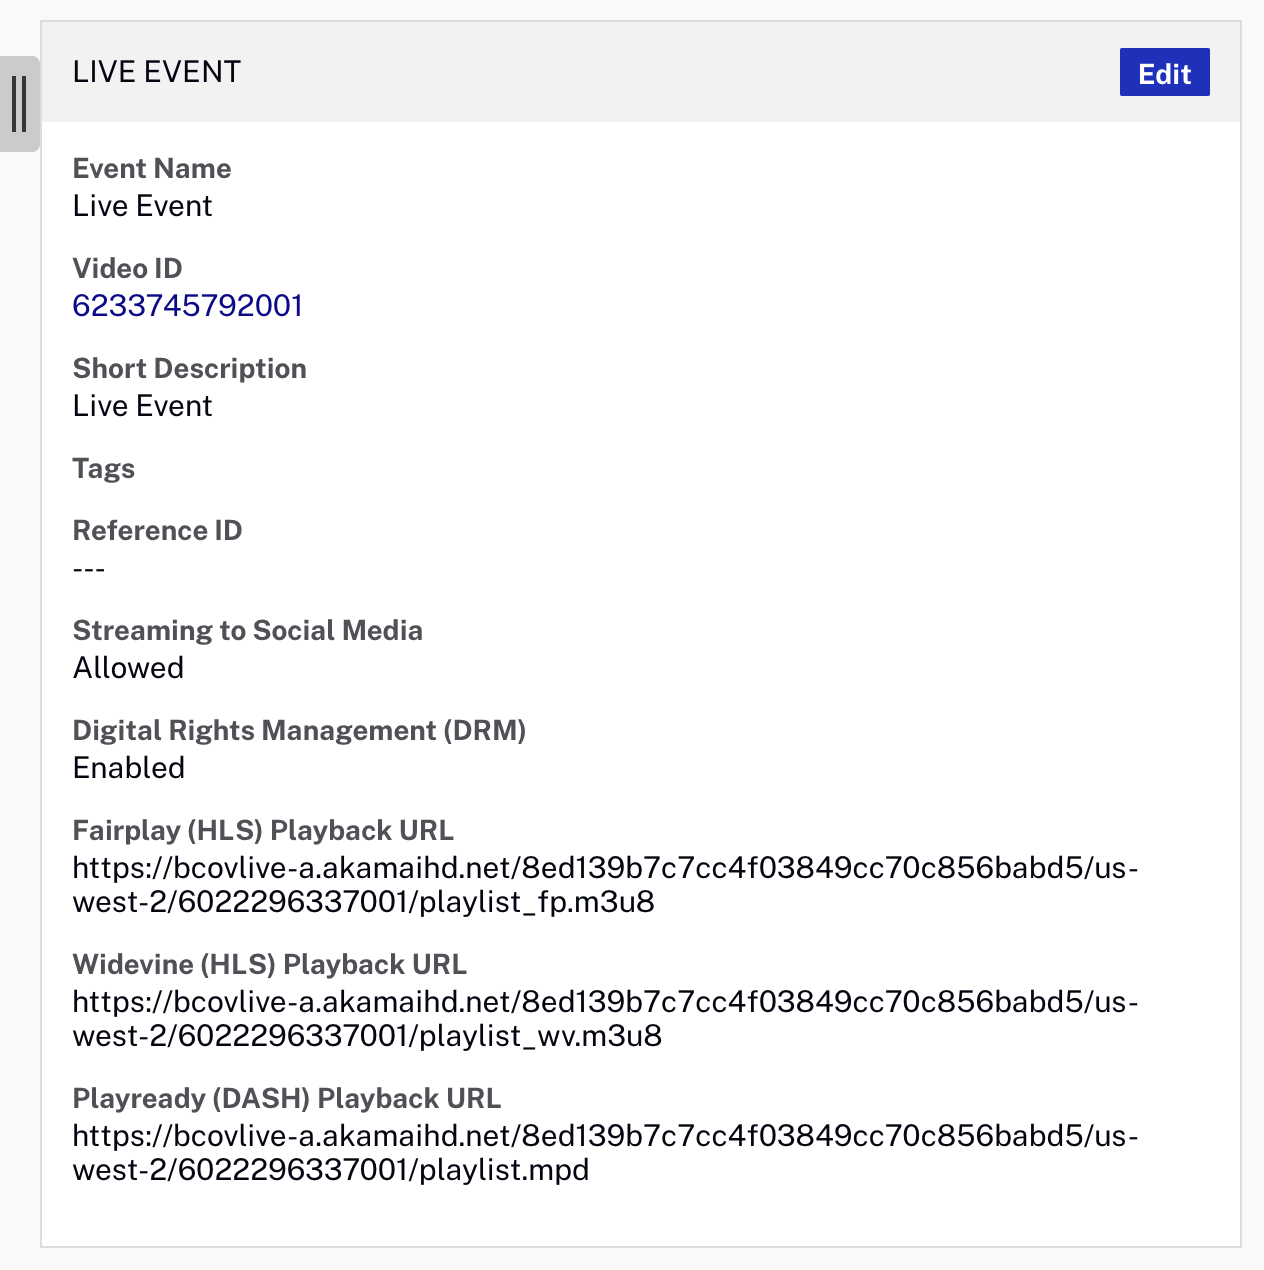 LIVE EVENT
Edit
Event Name
Live Event
Video ID
6233745792001
Short Description
Live Event
Tags
Reference ID
---
Streaming to Social Media
Allowed
Digital Rights Management (DRM)
Enabled
Fairplay (HLS) Playback URL
https://bcovlive-a.akamaihd.net/8ed139b7c7cc4f03849cc70c856babd5/us-
west-2/6022296337001/playlist_fp.m3u8
Widevine (HLS) Playback URL
https://bcovlive-a.akamaihd.net/8ed139b7c7cc4f03849cc70c856babd5/us-
west-2/6022296337001/playlist_wv.m3u8
Playready (DASH) Playback URL
https://bcovlive-a.akamaihd.net/8ed139b7c7cc4f03849cc70c856babd5/us-
west-2/6022296337001/playlist.mpd